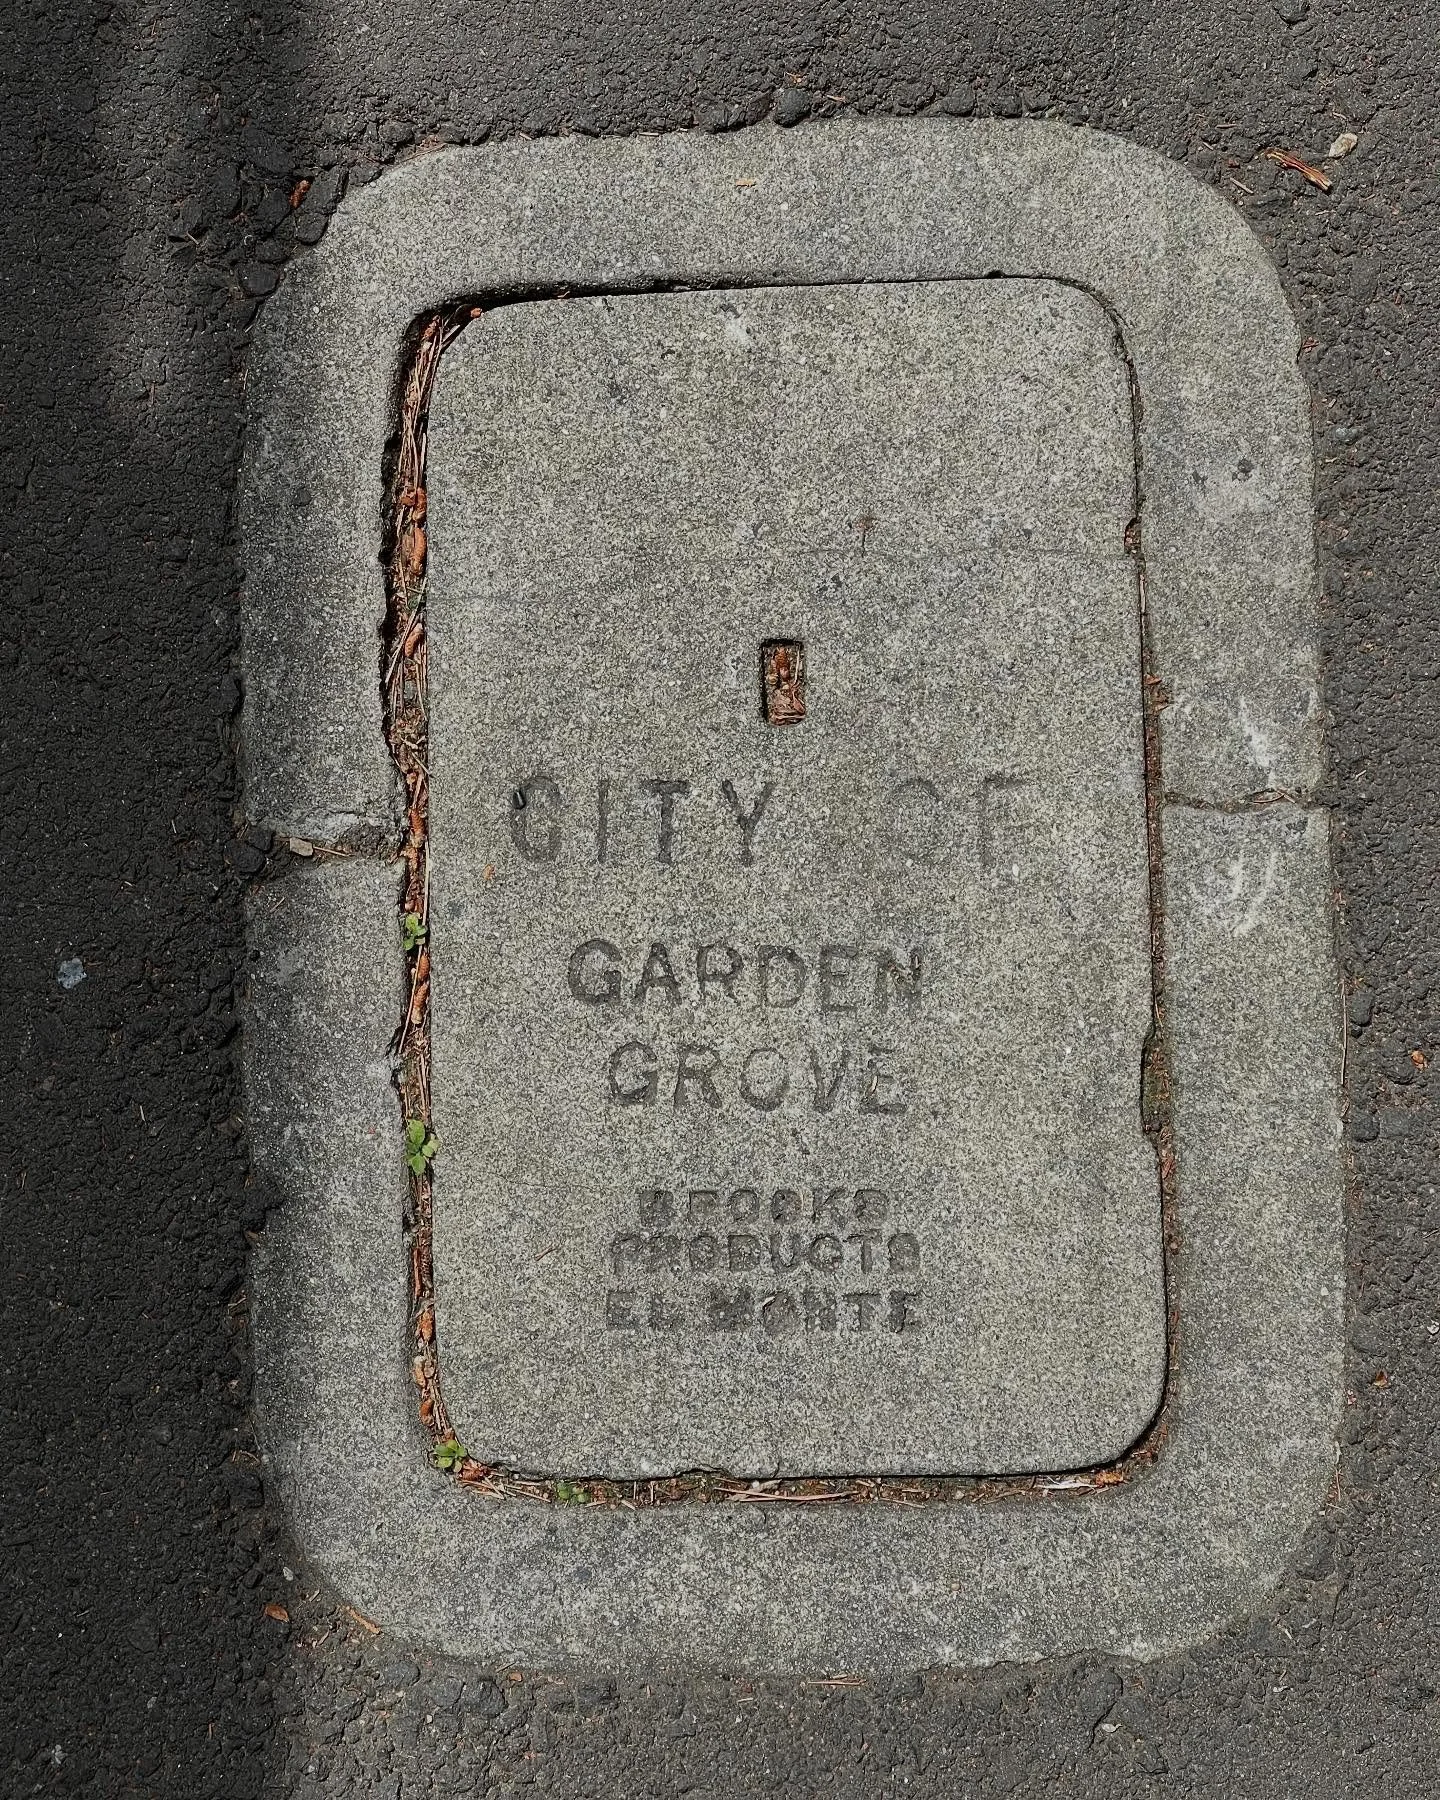 CITY OF
GARDEN
GROVE
BROOKS
PRODUCTS
EL MONTE